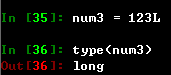 In [35]: num3 = 123L
In [36]: type(num3)
Out[36]: long